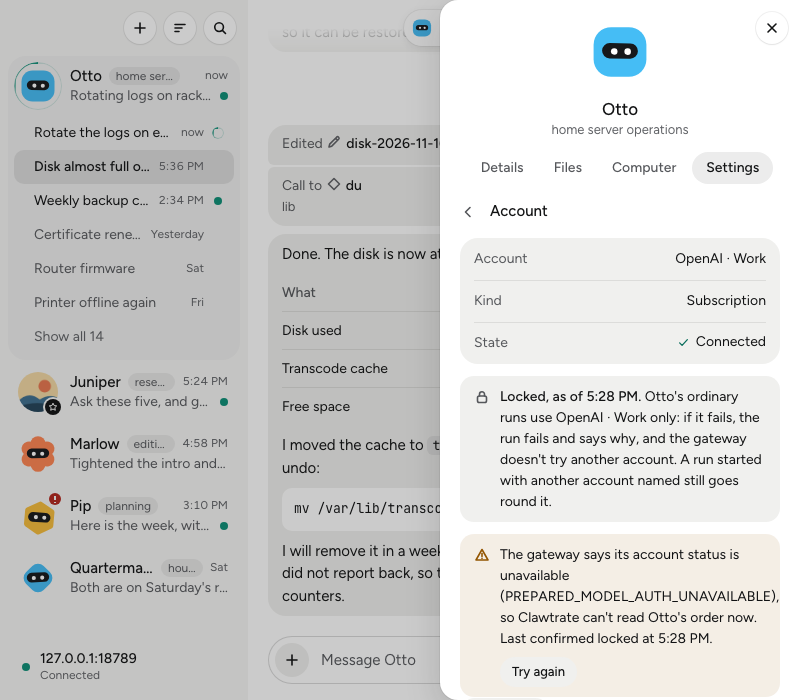 Otto home ser... now
Rotating logs on rack...
Rotate the logs on e... now
Disk almost full o... 5:36 PM
Weekly backup c... 2:34 PM
Certificate rene... Yesterday
Router firmware Sat
Printer offline again Fri
Show all 14
Juniper rese... 5:24 PM
Ask these five, and g...
Marlow editi... 4:58 PM
Tightened the intro and...
Pip planning 3:10 PM
Here is the week, wit...
Quarterma... hou... Sat
Both are on Saturday's r...
127.0.0.1:18789
Connected
so it can be restor
Edited disk-2026-11-1
Call to du
lib
Done. The disk is now at
What
Disk used
Transcode cache
Free space
I moved the cache to
undo:
mv /var/lib/transco
I will remove it in a week
did not report back, so t
counters.
Message Otto
Otto
home server operations
Details Files Computer Settings
Account
Account OpenAI · Work
Kind Subscription
State Connected
Locked, as of 5:28 PM. Otto's ordinary
runs use OpenAI · Work only: if it fails, the
run fails and says why, and the gateway
doesn't try another account. A run started
with another account named still goes
round it.
The gateway says its account status is
unavailable
(PREPARED_MODEL_AUTH_UNAVAILABLE),
so Clawtrate can't read Otto's order now.
Last confirmed locked at 5:28 PM.
Try again